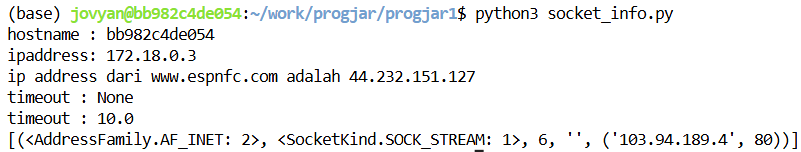 (base) jovyan@bb982c4de054:~/work/progjar/progjar1$ python3 socket_info.py
hostname : bb982c4de054
ipaddress: 172.18.0.3
ip address dari www.espnfc.com adalah 44.232.151.127
timeout : None
timeout : 10.0
[(<AddressFamily.AF_INET: 2>, <SocketKind.SOCK_STREAM: 1>, 6, '', ('103.94.189.4', 80))]